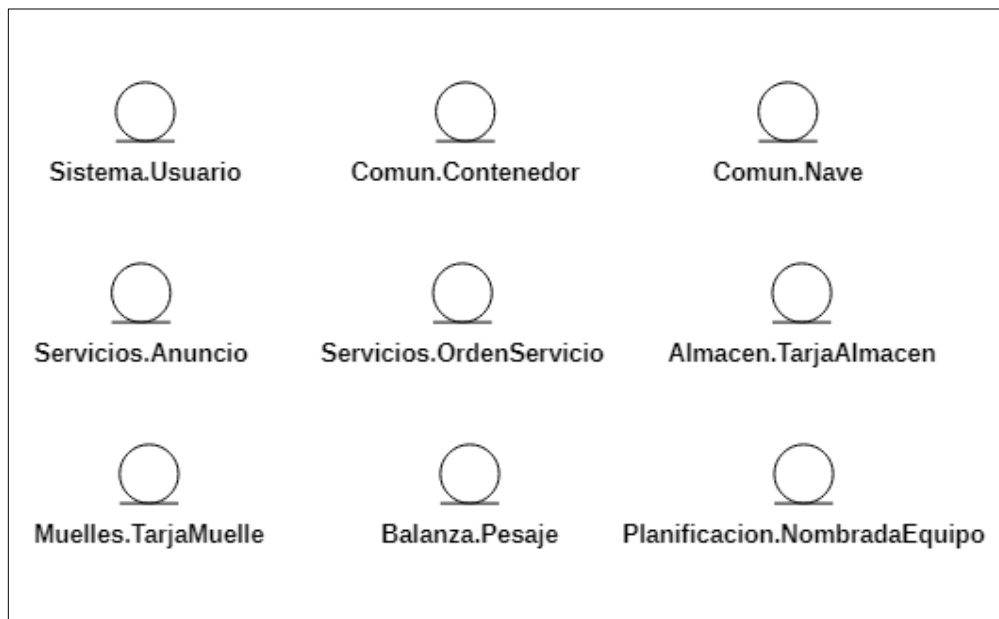 Sistema.Usuario
Comun.Contenedor
Comun.Nave
Servicios.Anuncio
Servicios.OrdenServicio
Almacen.TarjaAlmacen
Muelles.TarjaMuelle
Balanza.Pesaje
Planificacion.NombradaEquipo